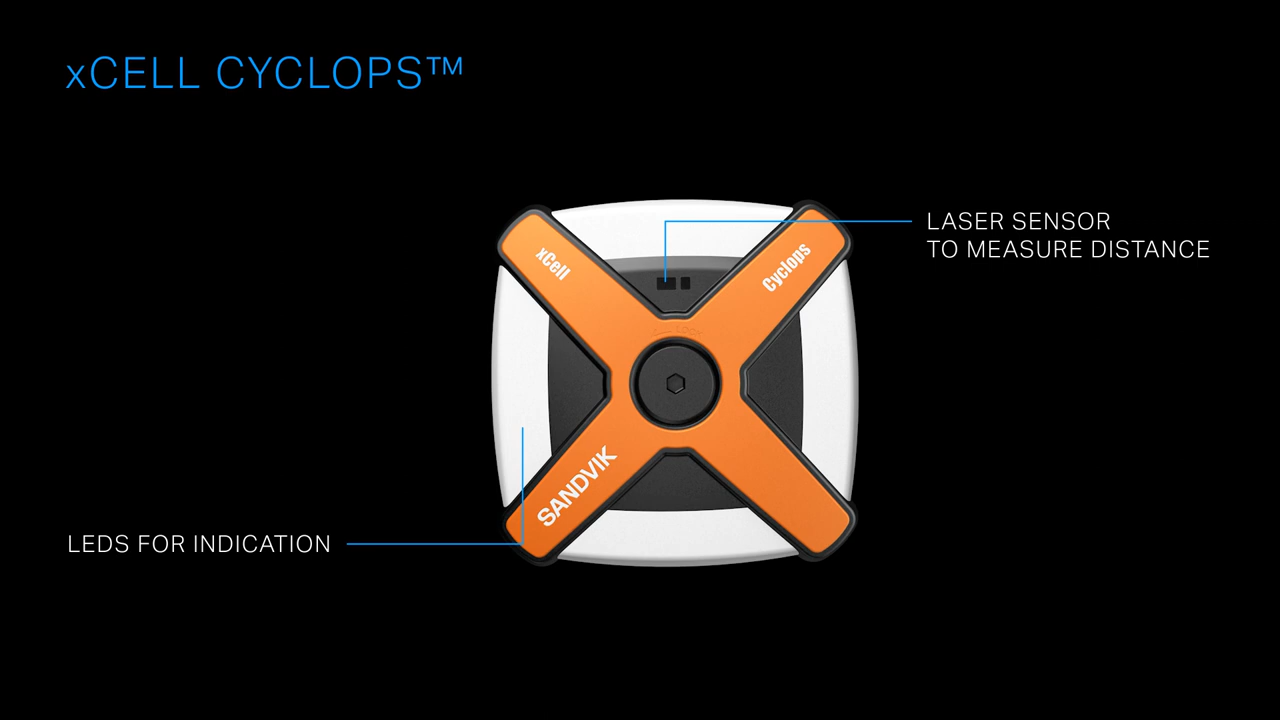 xCELL CYCLOPS™
LASER SENSOR
TO MEASURE DISTANCE
xCell
Cyclops
SANDVIK
LEDS FOR INDICATION